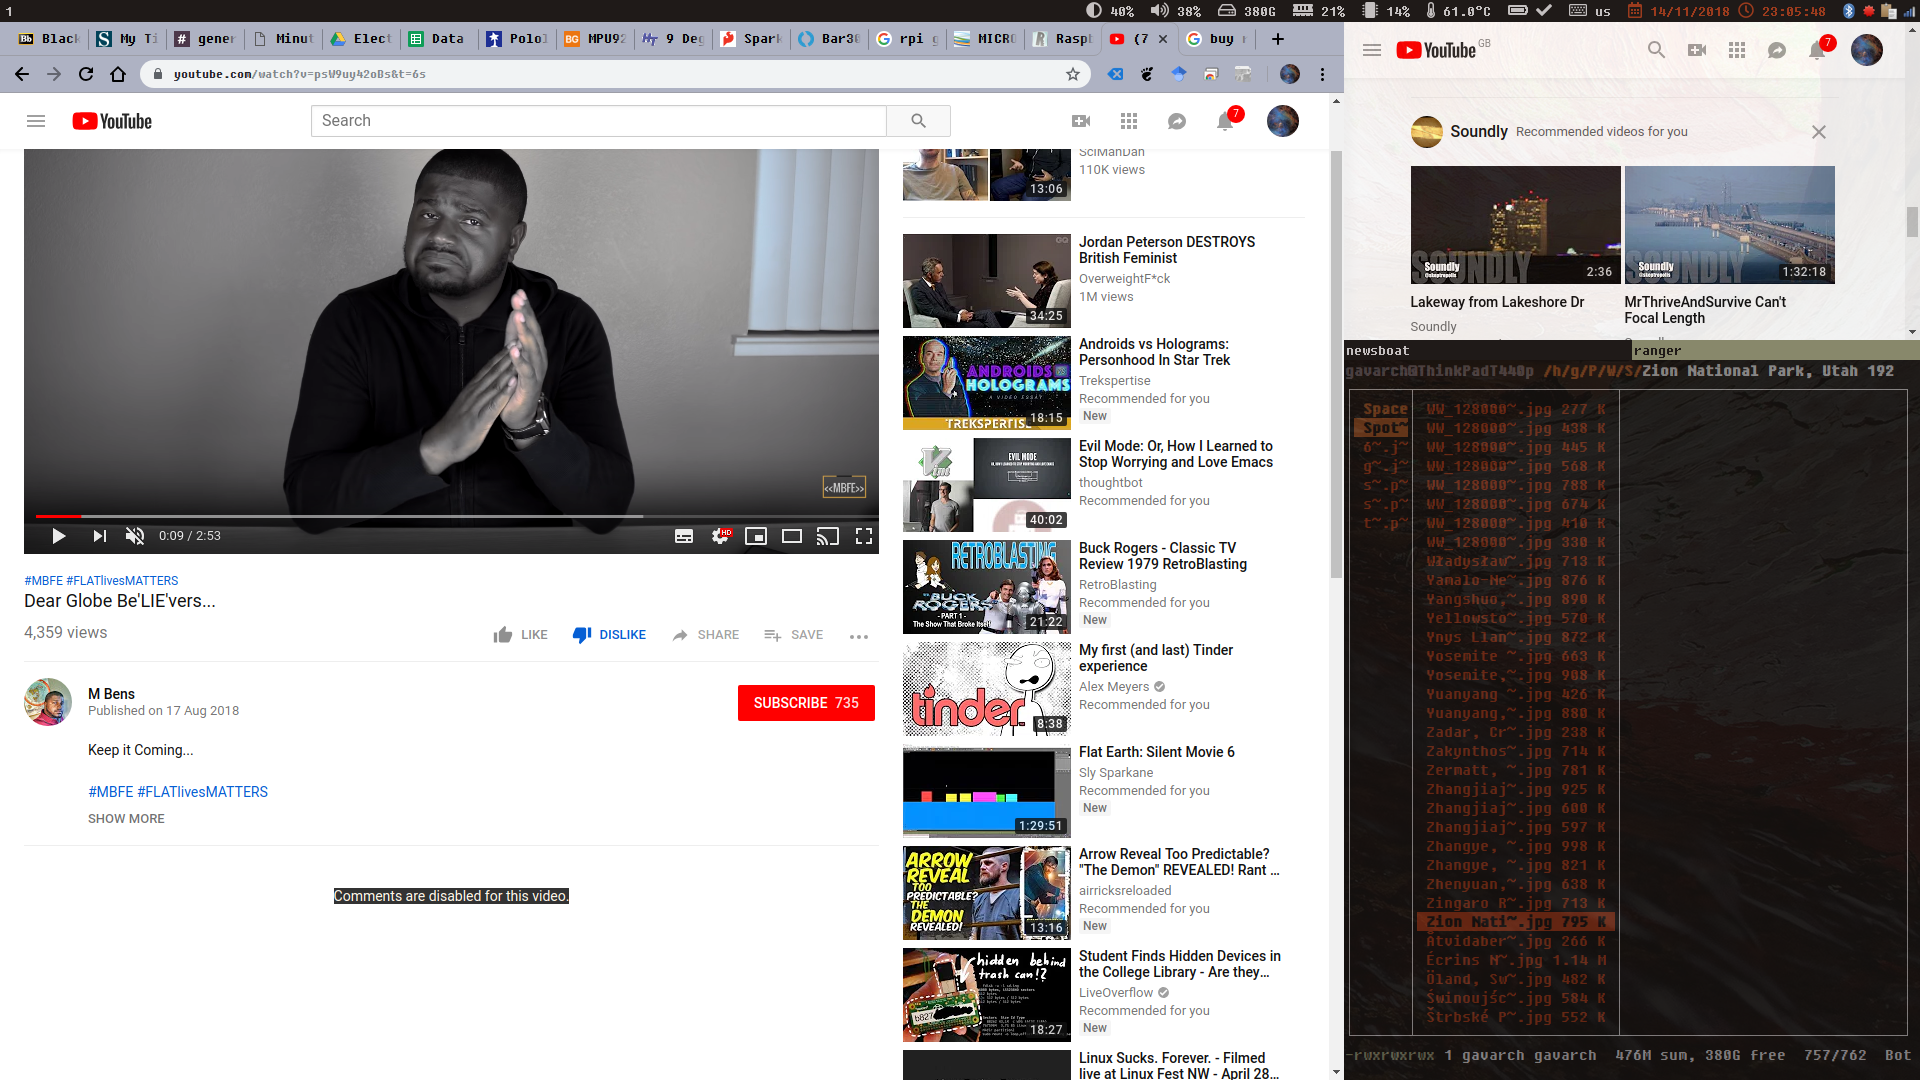 1
40%
38%
380G
21%
14%
61.0°C
us
14/11/2018
23:05:48
Black
My Ti
gener
Minut
Elect
Data
Polol
MPU92
9 Deg
Spark
Bar30
rpi g
MICRO
Raspb
(7
buy r
youtube.com/watch?v=psW9uy42oDs&t=6s
YouTube
Search
7
<<MBFE>>
0:09 / 2:53
HD
#MBFE #FLATlivesMATTERS
Dear Globe Be'LIE'vers...
4,359 views
LIKE
DISLIKE
SHARE
SAVE
M Bens
Published on 17 Aug 2018
SUBSCRIBE 735
Keep it Coming...
#MBFE #FLATlivesMATTERS
SHOW MORE
Comments are disabled for this video.
SciManDan
110K views
13:06
GQ
Jordan Peterson DESTROYS
British Feminist
OverweightF*ck
1M views
34:25
Androids vs Holograms:
Personhood In Star Trek
Trekspertise
Recommended for you
New
ANDROIDS
VS
HOLOGRAMS
A VIDEO ESSAY
TREKSPERTISE
18:15
Evil Mode: Or, How I Learned to
Stop Worrying and Love Emacs
thoughtbot
Recommended for you
EVIL MODE
40:02
Buck Rogers - Classic TV
Review 1979 RetroBlasting
RetroBlasting
Recommended for you
New
RETROBLASTING
BUCK
ROGERS
- PART 1 -
The Show That Broke Itself
21:22
My first (and last) Tinder
experience
Alex Meyers
Recommended for you
tinder
8:38
Flat Earth: Silent Movie 6
Sly Sparkane
Recommended for you
New
1:29:51
Arrow Reveal Too Predictable?
"The Demon" REVEALED! Rant ...
airricksreloaded
Recommended for you
New
ARROW
REVEAL
TOO
PREDICTABLE?
THE
DEMON
REVEALED!
13:16
Student Finds Hidden Devices in
the College Library - Are they...
LiveOverflow
Recommended for you
New
hidden behind
trash can!?
b827
18:27
Linux Sucks. Forever. - Filmed
live at Linux Fest NW - April 28...
YouTube GB
7
Soundly Recommended videos for you
SOUNDLY
Soundly
2:36
SOUNDLY
Soundly
1:32:18
Lakeway from Lakeshore Dr
Soundly
MrThriveAndSurvive Can't
Focal Length
newsboat
ranger
gavarch@ThinkPadT440p /h/g/P/W/S/Zion National Park, Utah 192
Space
Spot~
6~.j~
g~.j~
s~.p~
s~.p~
t~.p~
WW_128000~.jpg 277 K
WW_128000~.jpg 438 K
WW_128000~.jpg 445 K
WW_128000~.jpg 568 K
WW_128000~.jpg 788 K
WW_128000~.jpg 674 K
WW_128000~.jpg 410 K
WW_128000~.jpg 330 K
Władysław~.jpg 713 K
Yamalo-Ne~.jpg 876 K
Yangshuo,~.jpg 890 K
Yellowsto~.jpg 570 K
Ynys Llan~.jpg 872 K
Yosemite ~.jpg 663 K
Yosemite,~.jpg 908 K
Yuanyang ~.jpg 426 K
Yuanyang,~.jpg 880 K
Zadar, Cr~.jpg 238 K
Zakynthos~.jpg 714 K
Zermatt, ~.jpg 781 K
Zhangjiaj~.jpg 925 K
Zhangjiaj~.jpg 600 K
Zhangjiaj~.jpg 597 K
Zhangye, ~.jpg 998 K
Zhangye, ~.jpg 821 K
Zhenyuan,~.jpg 638 K
Zingaro R~.jpg 713 K
Zion Nati~.jpg 795 K
Åtvidaber~.jpg 266 K
Écrins N~.jpg 1.14 M
Öland, Sw~.jpg 482 K
Świnoujśc~.jpg 584 K
Štrbské P~.jpg 552 K
-rwxrwxrwx 1 gavarch gavarch 476M sum, 380G free 757/762 Bot